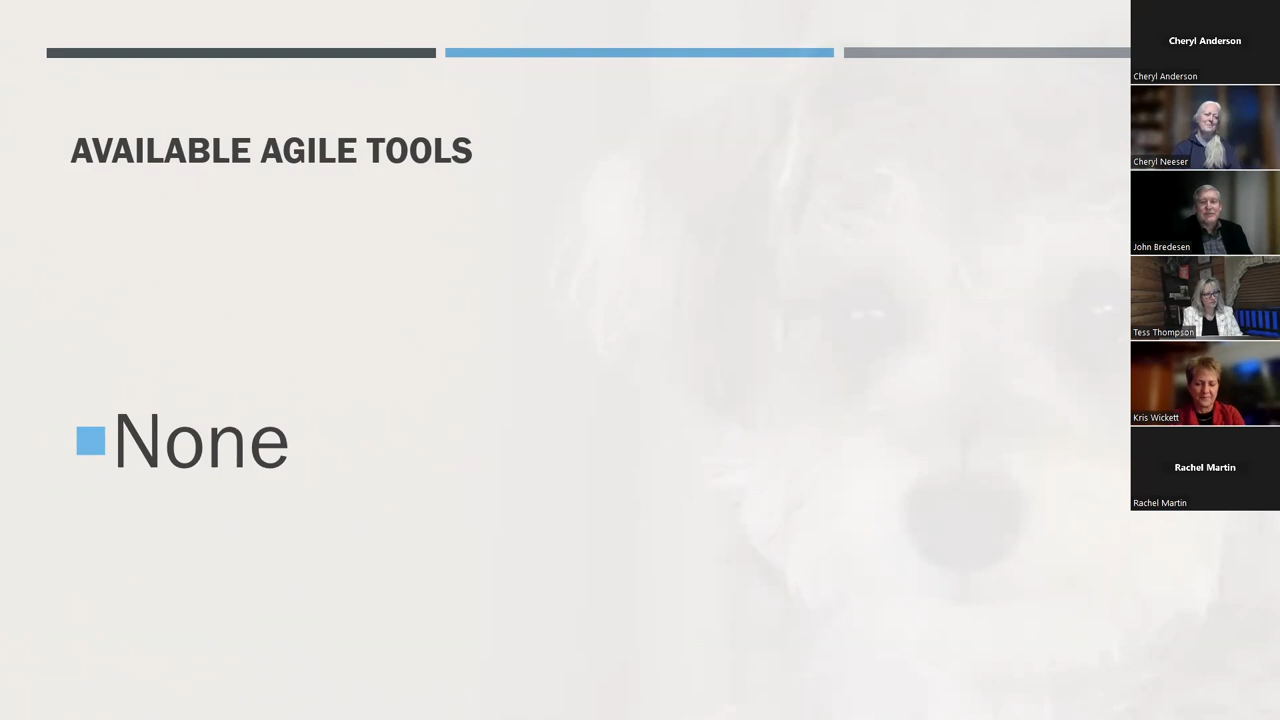 AVAILABLE AGILE TOOLS
None
Cheryl Anderson
Cheryl Anderson
Cheryl Neeser
John Bredesen
Tess Thompson
Kris Wickett
Rachel Martin
Rachel Martin